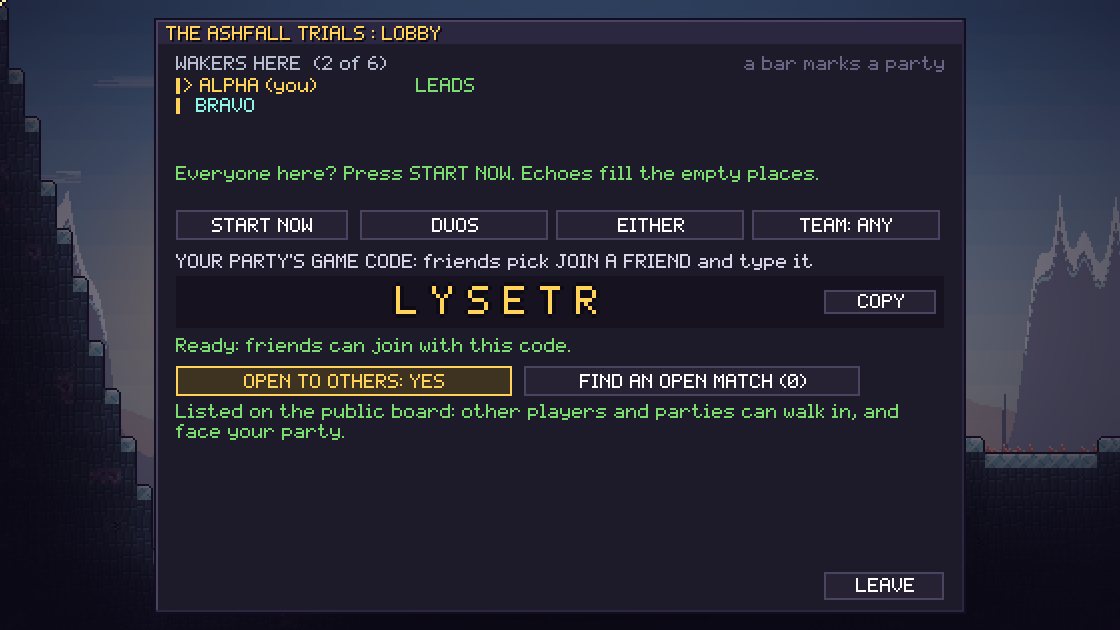 THE ASHFALL TRIALS : LOBBY
WAKERS HERE (2 of 6)
a bar marks a party
> ALPHA (you) LEADS
BRAVO
Everyone here? Press START NOW. Echoes fill the empty places.
START NOW
DUOS
EITHER
TEAM: ANY
YOUR PARTY'S GAME CODE: friends pick JOIN A FRIEND and type it
LYSETR
COPY
Ready: friends can join with this code.
OPEN TO OTHERS: YES
FIND AN OPEN MATCH (0)
Listed on the public board: other players and parties can walk in, and
face your party.
LEAVE